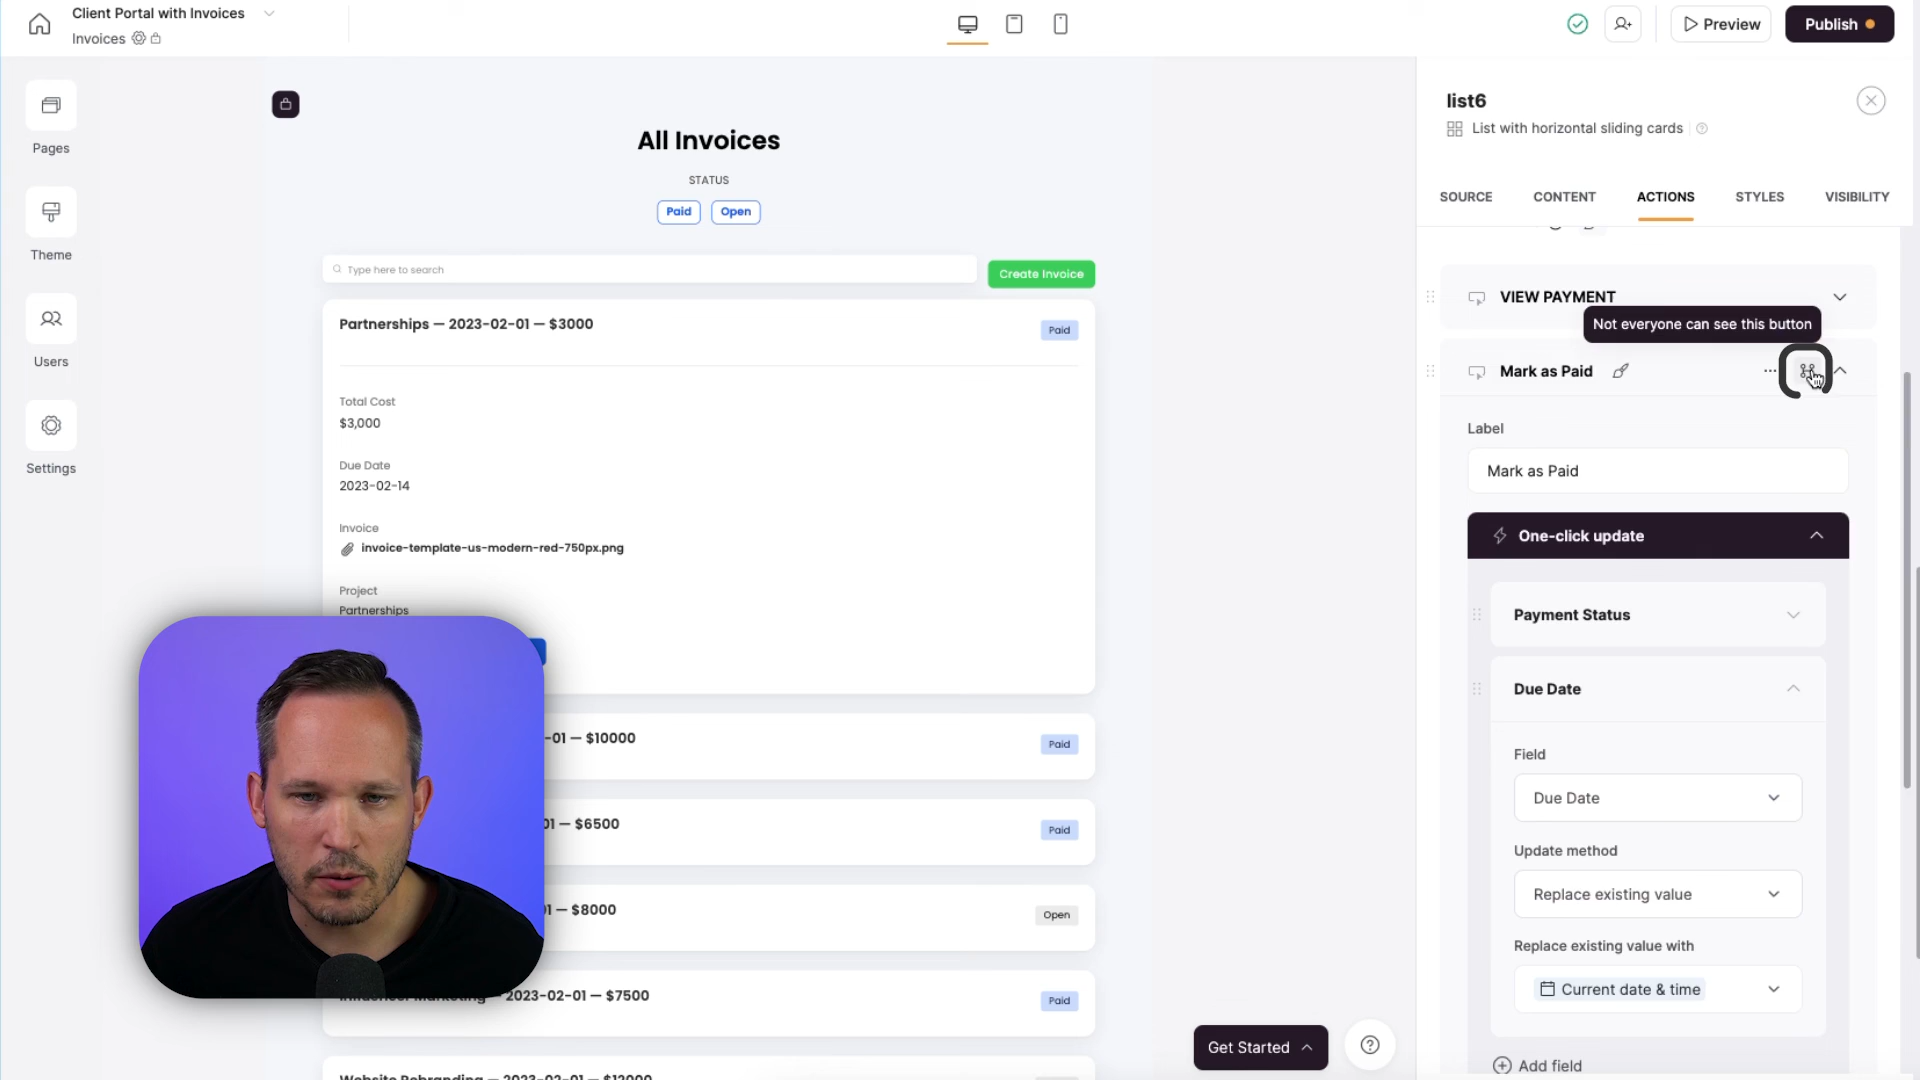 Client Portal with Invoices
Invoices
Preview
Publish
Pages
Theme
Users
Settings
All Invoices
STATUS
Paid
Open
Type here to search
Create Invoice
Partnerships — 2023-02-01 — $3000
Paid
Total Cost
$3,000
Due Date
2023-02-14
Invoice
invoice-template-us-modern-red-750px.png
Project
Partnerships
-01 — $10000
Paid
01 — $6500
Paid
01 — $8000
Open
Influencer Marketing — 2023-02-01 — $7500
Paid
Website Rebranding — 2023-02-01 — $12000
Get Started
list6
List with horizontal sliding cards
SOURCE
CONTENT
ACTIONS
STYLES
VISIBILITY
VIEW PAYMENT
Not everyone can see this button
Mark as Paid
Label
Mark as Paid
One-click update
Payment Status
Due Date
Field
Due Date
Update method
Replace existing value
Replace existing value with
Current date & time
Add field